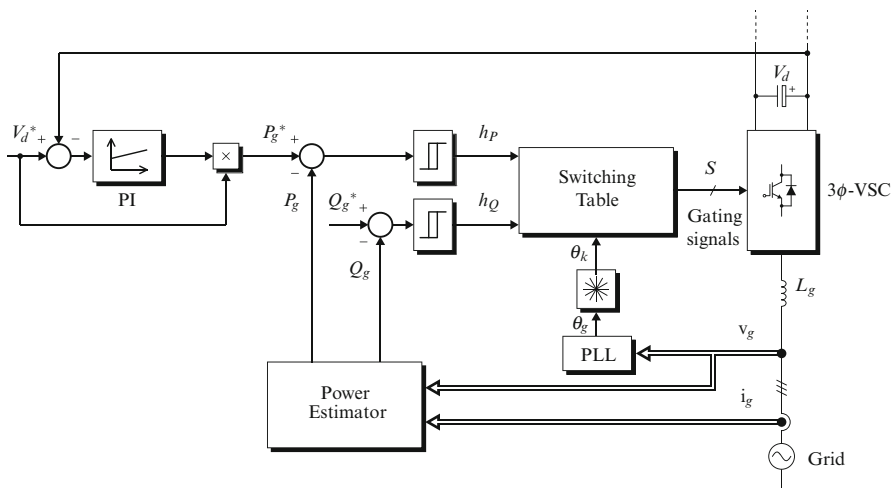 V_d
+
V_d* +
−
P_g* +
−
h_P
PI
×
P_g
Q_g* +
−
h_Q
Q_g
Switching
Table
S
Gating
signals
3ϕ-VSC
θ_k
θ_g
L_g
PLL
v_g
Power
Estimator
i_g
Grid